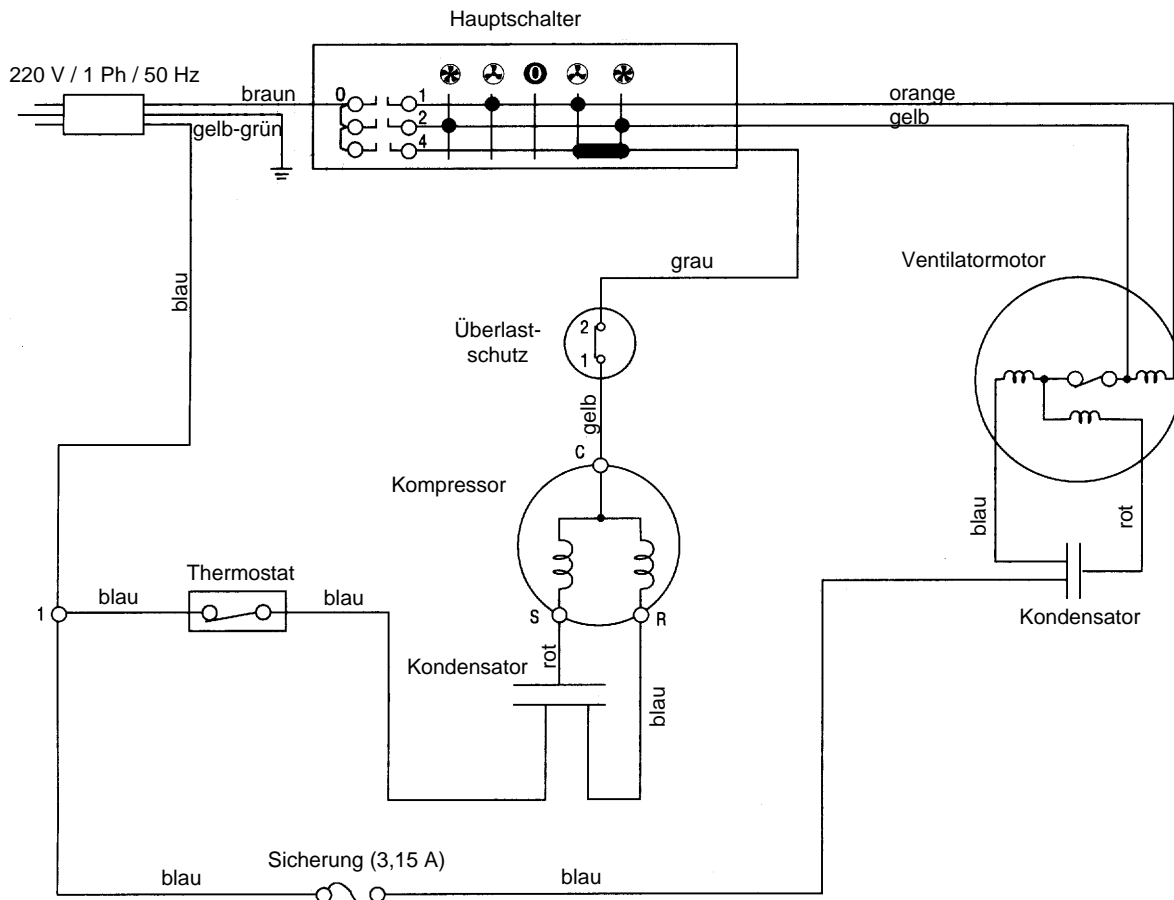 Hauptschalter
220 V / 1 Ph / 50 Hz
0
braun
0
1
orange
gelb-grün
2
gelb
4
blau
grau
Ventilatormotor
Überlast-
schutz
2
1
gelb
C
Kompressor
blau
rot
Thermostat
blau
blau
1
S
R
Kondensator
Kondensator
rot
blau
Sicherung (3,15 A)
blau
blau